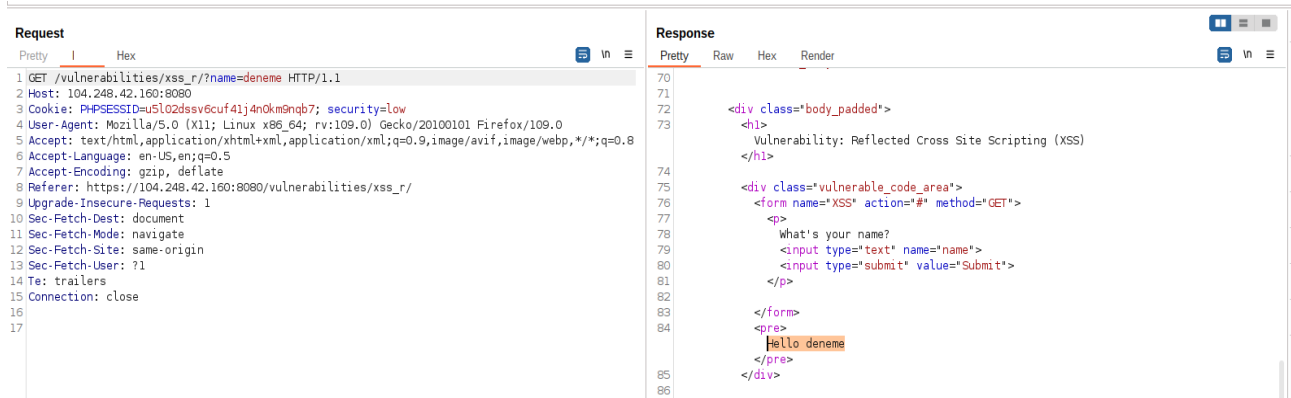 Request
Pretty
Hex
\n
1 GET /vulnerabilities/xss_r/?name=deneme HTTP/1.1
2 Host: 104.248.42.160:8080
3 Cookie: PHPSESSID=u5l02dssv6cuf41j4n0km9nqb7; security=low
4 User-Agent: Mozilla/5.0 (X11; Linux x86_64; rv:109.0) Gecko/20100101 Firefox/109.0
5 Accept: text/html,application/xhtml+xml,application/xml;q=0.9,image/avif,image/webp,*/*;q=0.8
6 Accept-Language: en-US,en;q=0.5
7 Accept-Encoding: gzip, deflate
8 Referer: https://104.248.42.160:8080/vulnerabilities/xss_r/
9 Upgrade-Insecure-Requests: 1
10 Sec-Fetch-Dest: document
11 Sec-Fetch-Mode: navigate
12 Sec-Fetch-Site: same-origin
13 Sec-Fetch-User: ?1
14 Te: trailers
15 Connection: close
16
17
Response
Pretty Raw Hex Render
\n
70
71
72 <div class="body_padded">
73 <h1>
Vulnerability: Reflected Cross Site Scripting (XSS)
</h1>
74
75 <div class="vulnerable_code_area">
76 <form name="XSS" action="#" method="GET">
77 <p>
78 What's your name?
79 <input type="text" name="name">
80 <input type="submit" value="Submit">
81 </p>
82
83 </form>
84 <pre>
Hello deneme
</pre>
85 </div>
86